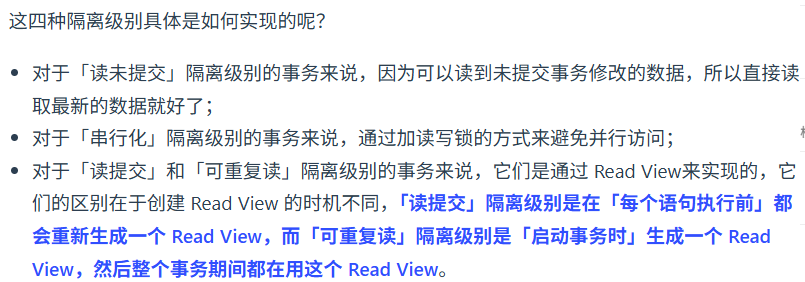 这四种隔离级别具体是如何实现的呢？
• 对于「读未提交」隔离级别的事务来说，因为可以读到未提交事务修改的数据，所以直接读
取最新的数据就好了；
• 对于「串行化」隔离级别的事务来说，通过加读写锁的方式来避免并行访问；
• 对于「读提交」和「可重复读」隔离级别的事务来说，它们是通过 Read View来实现的，它
们的区别在于创建 Read View 的时机不同，「读提交」隔离级别是在「每个语句执行前」都
会重新生成一个 Read View，而「可重复读」隔离级别是「启动事务时」生成一个 Read
View，然后整个事务期间都在用这个 Read View。